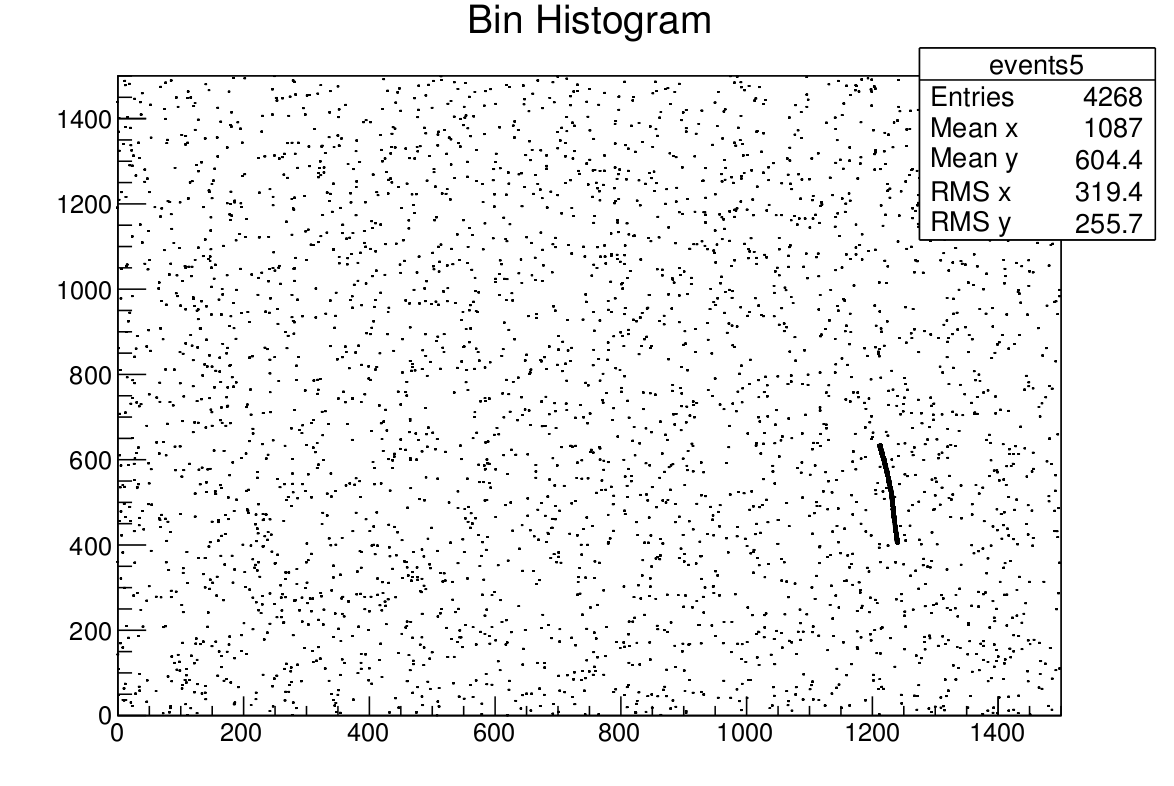 Bin Histogram
events5
Entries 4268
Mean x 1087
Mean y 604.4
RMS x 319.4
RMS y 255.7
1400
1200
1000
800
600
400
200
0
0 200 400 600 800 1000 1200 1400